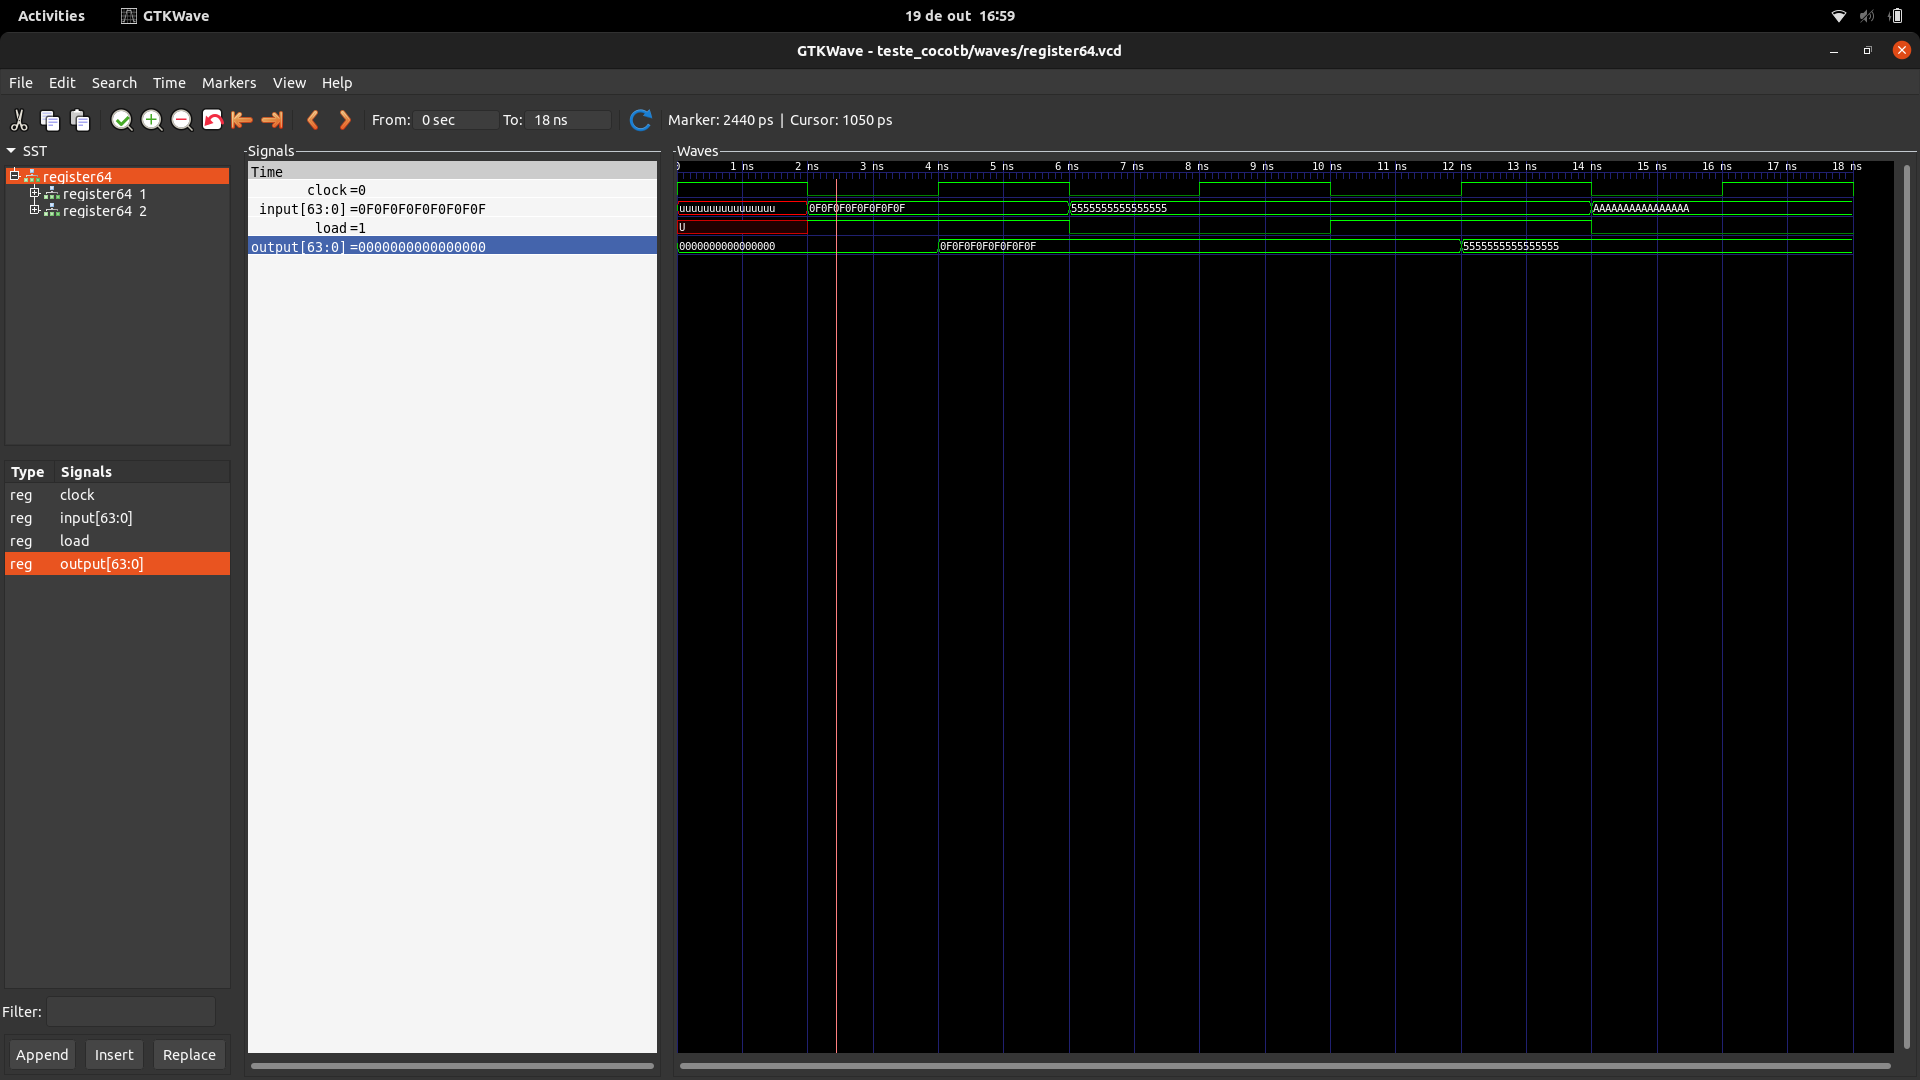 Activities GTKWave 19 de out 16:59
GTKWave - teste_cocotb/waves/register64.vcd
File Edit Search Time Markers View Help
From: 0 sec To: 18 ns Marker: 2440 ps | Cursor: 1050 ps
SST
register64
register64_1
register64_2
Type Signals
reg clock
reg input[63:0]
reg load
reg output[63:0]
Filter:
Append Insert Replace
Signals
Time
clock=0
input[63:0]=0F0F0F0F0F0F0F0F
load=1
output[63:0]=0000000000000000
Waves
0 1 ns 2 ns 3 ns 4 ns 5 ns 6 ns 7 ns 8 ns 9 ns 10 ns 11 ns 12 ns 13 ns 14 ns 15 ns 16 ns 17 ns 18 ns
uuuuuuuuuuuuuuuu 0F0F0F0F0F0F0F0F 5555555555555555 AAAAAAAAAAAAAAAA
U
0000000000000000 0F0F0F0F0F0F0F0F 5555555555555555